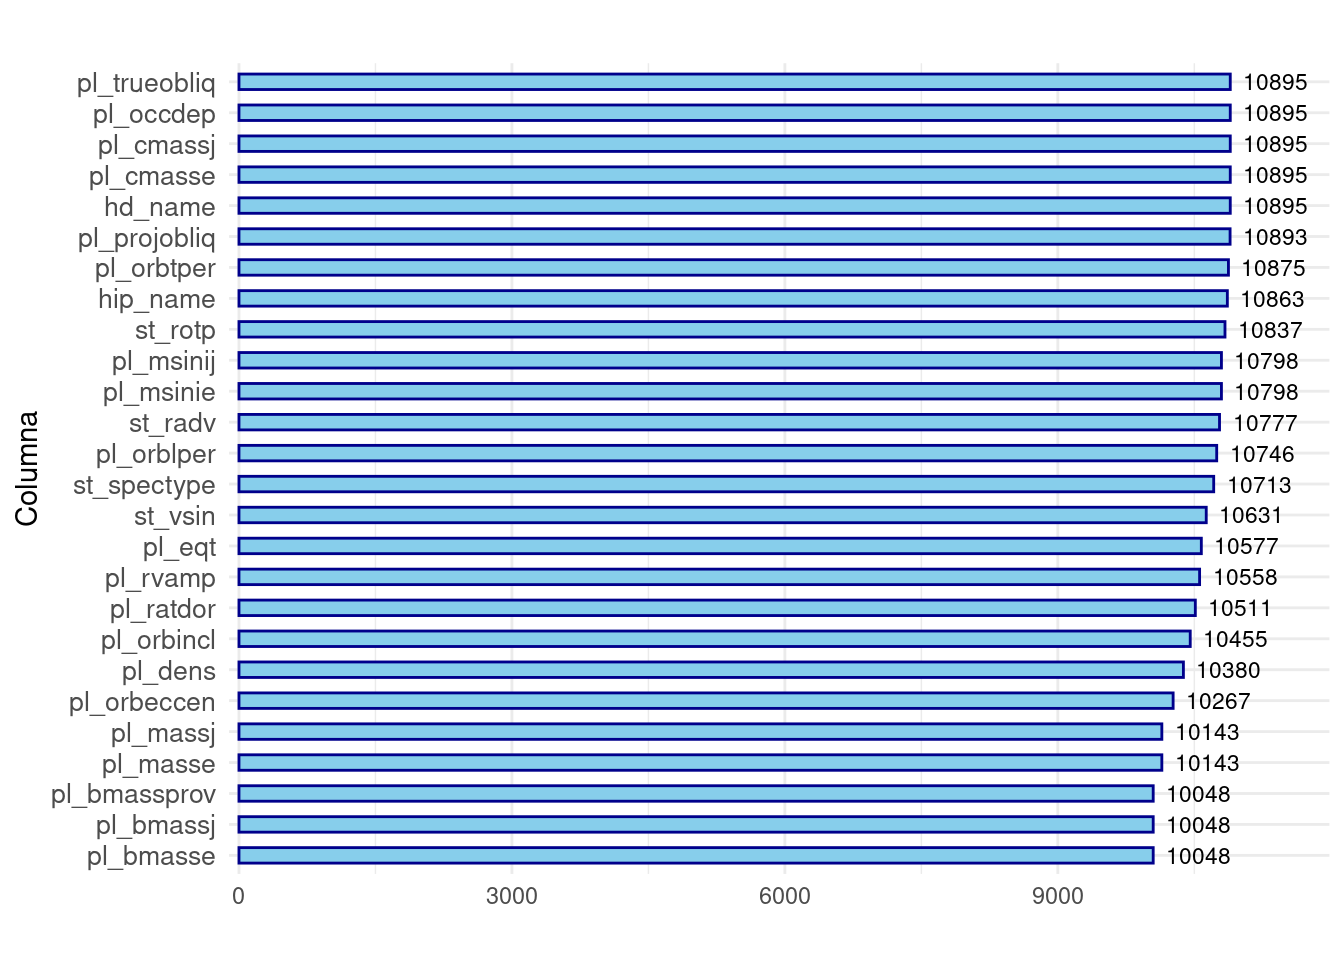 Columna
pl_trueobliq 10895
pl_occdep 10895
pl_cmassj 10895
pl_cmasse 10895
hd_name 10895
pl_projobliq 10893
pl_orbtper 10875
hip_name 10863
st_rotp 10837
pl_msinij 10798
pl_msinie 10798
st_radv 10777
pl_orblper 10746
st_spectype 10713
st_vsin 10631
pl_eqt 10577
pl_rvamp 10558
pl_ratdor 10511
pl_orbincl 10455
pl_dens 10380
pl_orbeccen 10267
pl_massj 10143
pl_masse 10143
pl_bmassprov 10048
pl_bmassj 10048
pl_bmasse 10048
0 3000 6000 9000